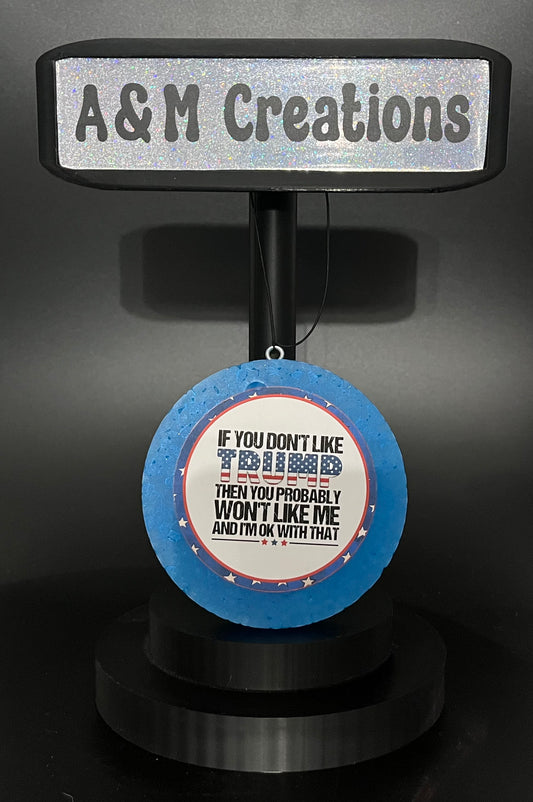 A&M Creations
IF YOU DON'T LIKE
TRUMP
THEN YOU PROBABLY
WON'T LIKE ME
AND I'M OK WITH THAT